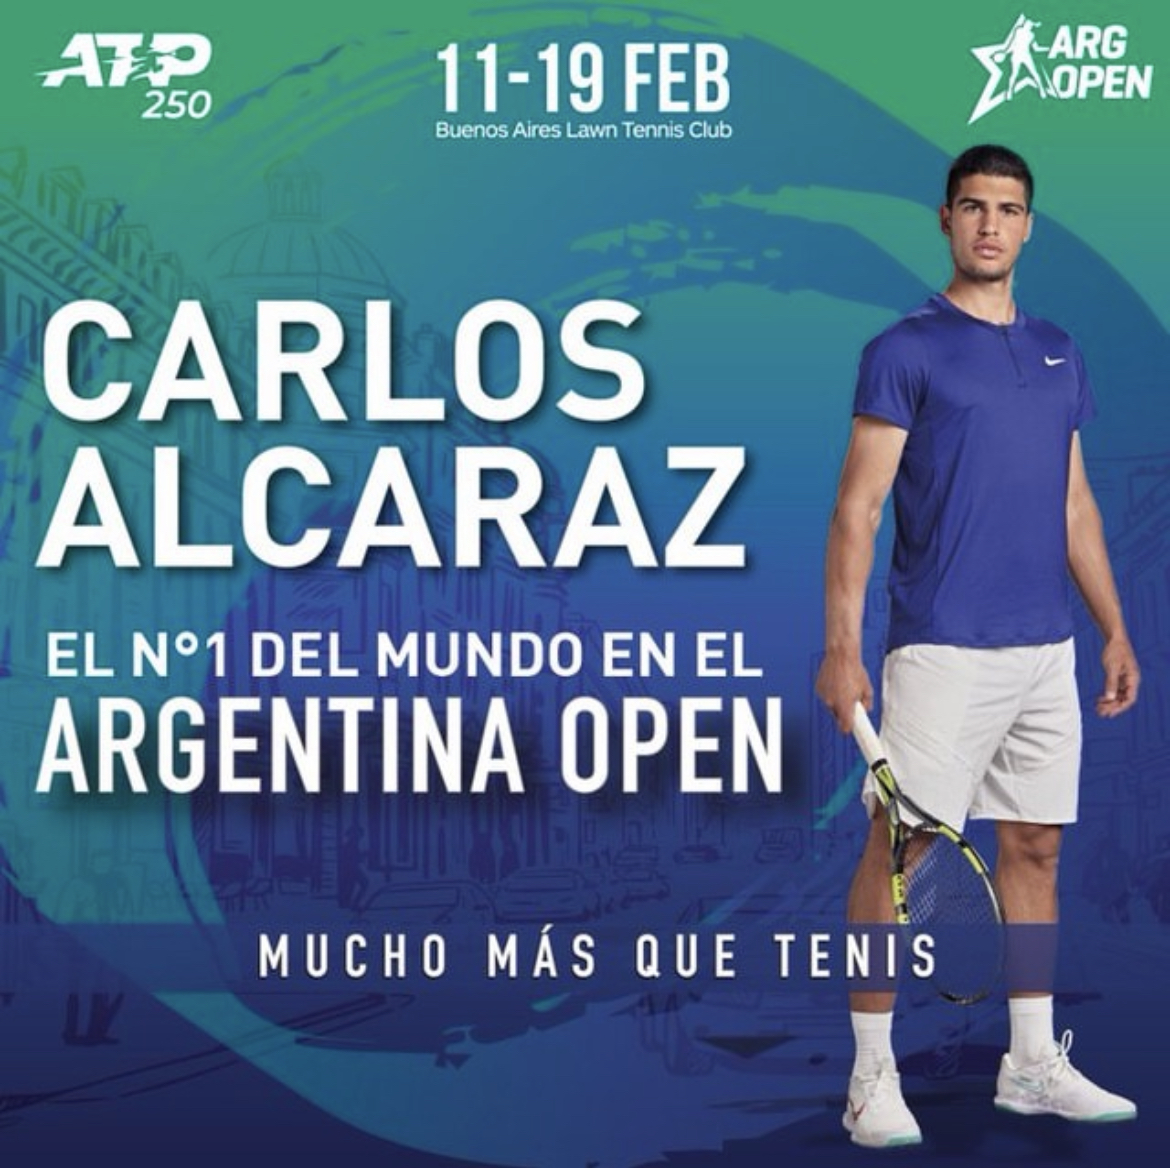 ATP
250
11-19 FEB
Buenos Aires Lawn Tennis Club
ARG
OPEN
CARLOS
ALCARAZ
EL N°1 DEL MUNDO EN EL
ARGENTINA OPEN
MUCHO MÁS QUE TENIS